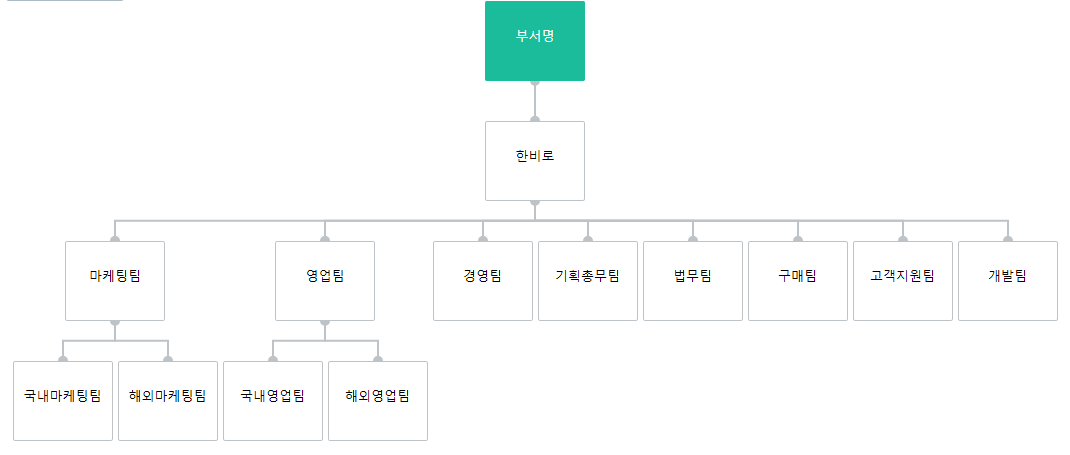 부서명
한비로
마케팅팀
영업팀
경영팀
기획총무팀
법무팀
구매팀
고객지원팀
개발팀
국내마케팅팀
해외마케팅팀
국내영업팀
해외영업팀